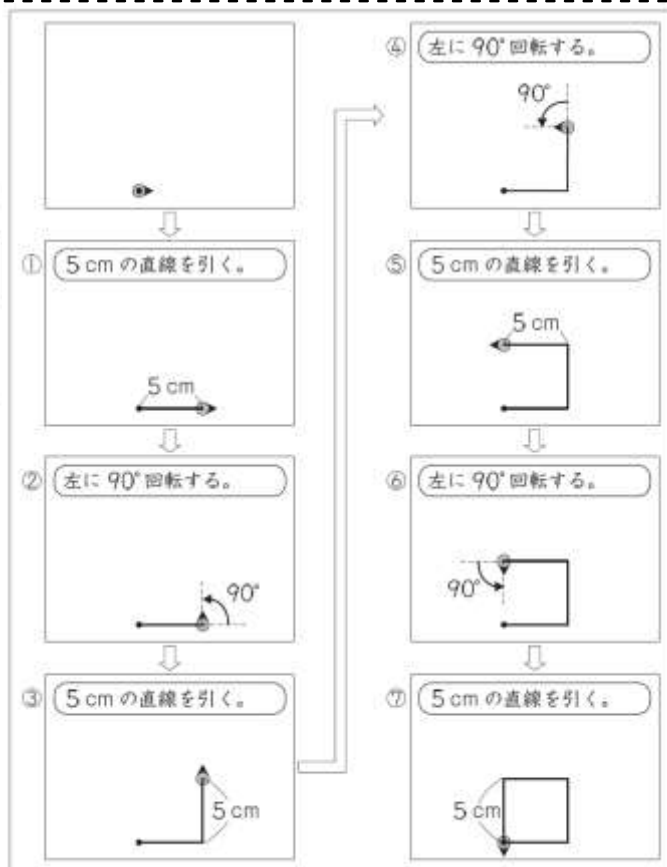 ① 5 cm の直線を引く。
5 cm
② 左に 90° 回転する。
90°
③ 5 cm の直線を引く。
5 cm
④ 左に 90° 回転する。
90°
⑤ 5 cm の直線を引く。
5 cm
⑥ 左に 90° 回転する。
90°
⑦ 5 cm の直線を引く。
5 cm